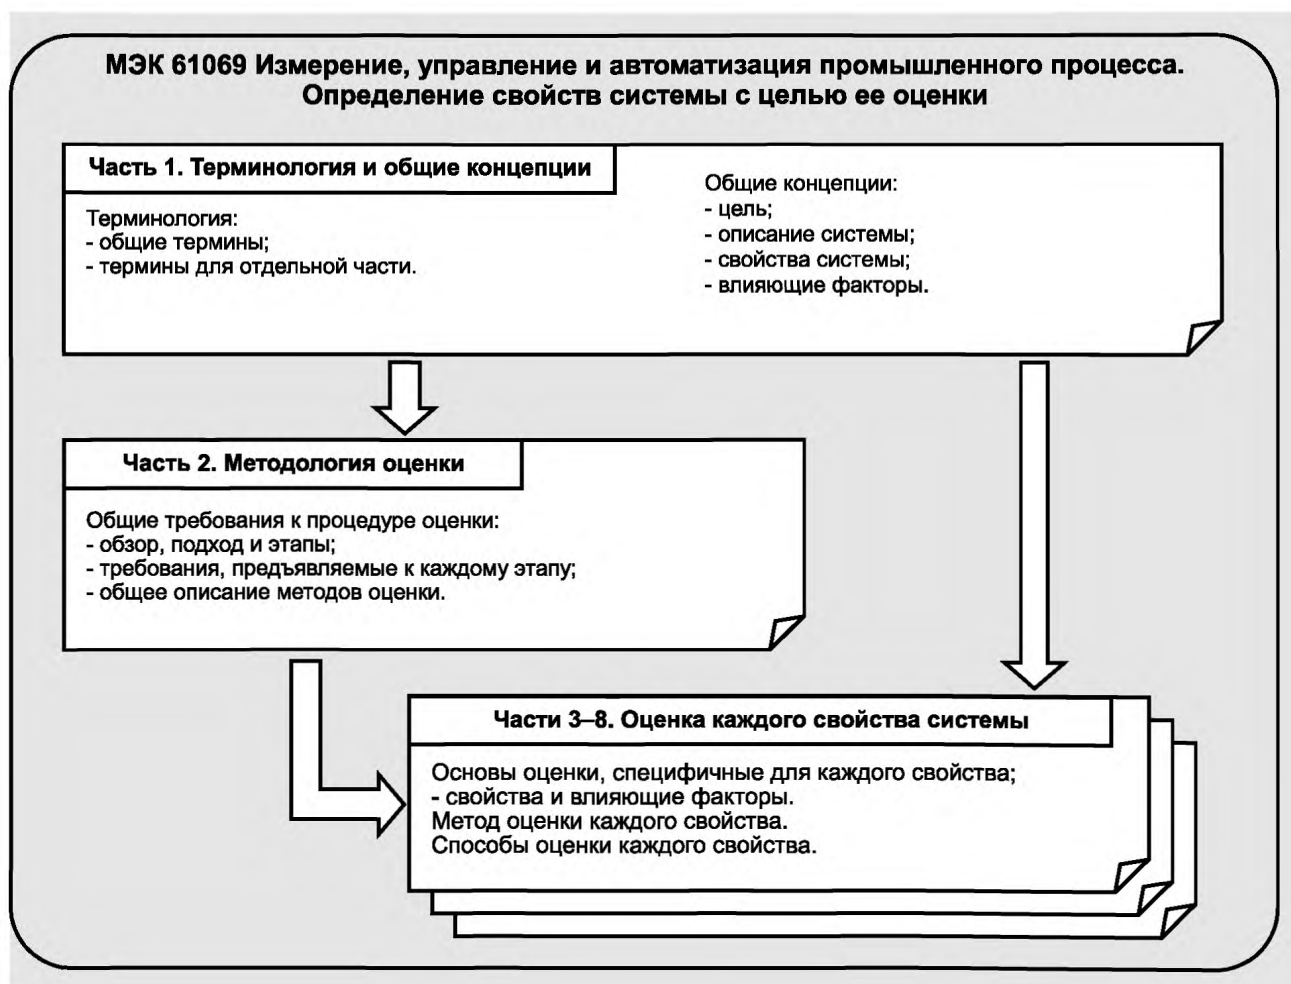 МЭК 61069 Измерение, управление и автоматизация промышленного процесса.
Определение свойств системы с целью ее оценки
Часть 1. Терминология и общие концепции
Терминология:
- общие термины;
- термины для отдельной части.
Общие концепции:
- цель;
- описание системы;
- свойства системы;
- влияющие факторы.
Часть 2. Методология оценки
Общие требования к процедуре оценки:
- обзор, подход и этапы;
- требования, предъявляемые к каждому этапу;
- общее описание методов оценки.
Части 3–8. Оценка каждого свойства системы
Основы оценки, специфичные для каждого свойства;
- свойства и влияющие факторы.
Метод оценки каждого свойства.
Способы оценки каждого свойства.